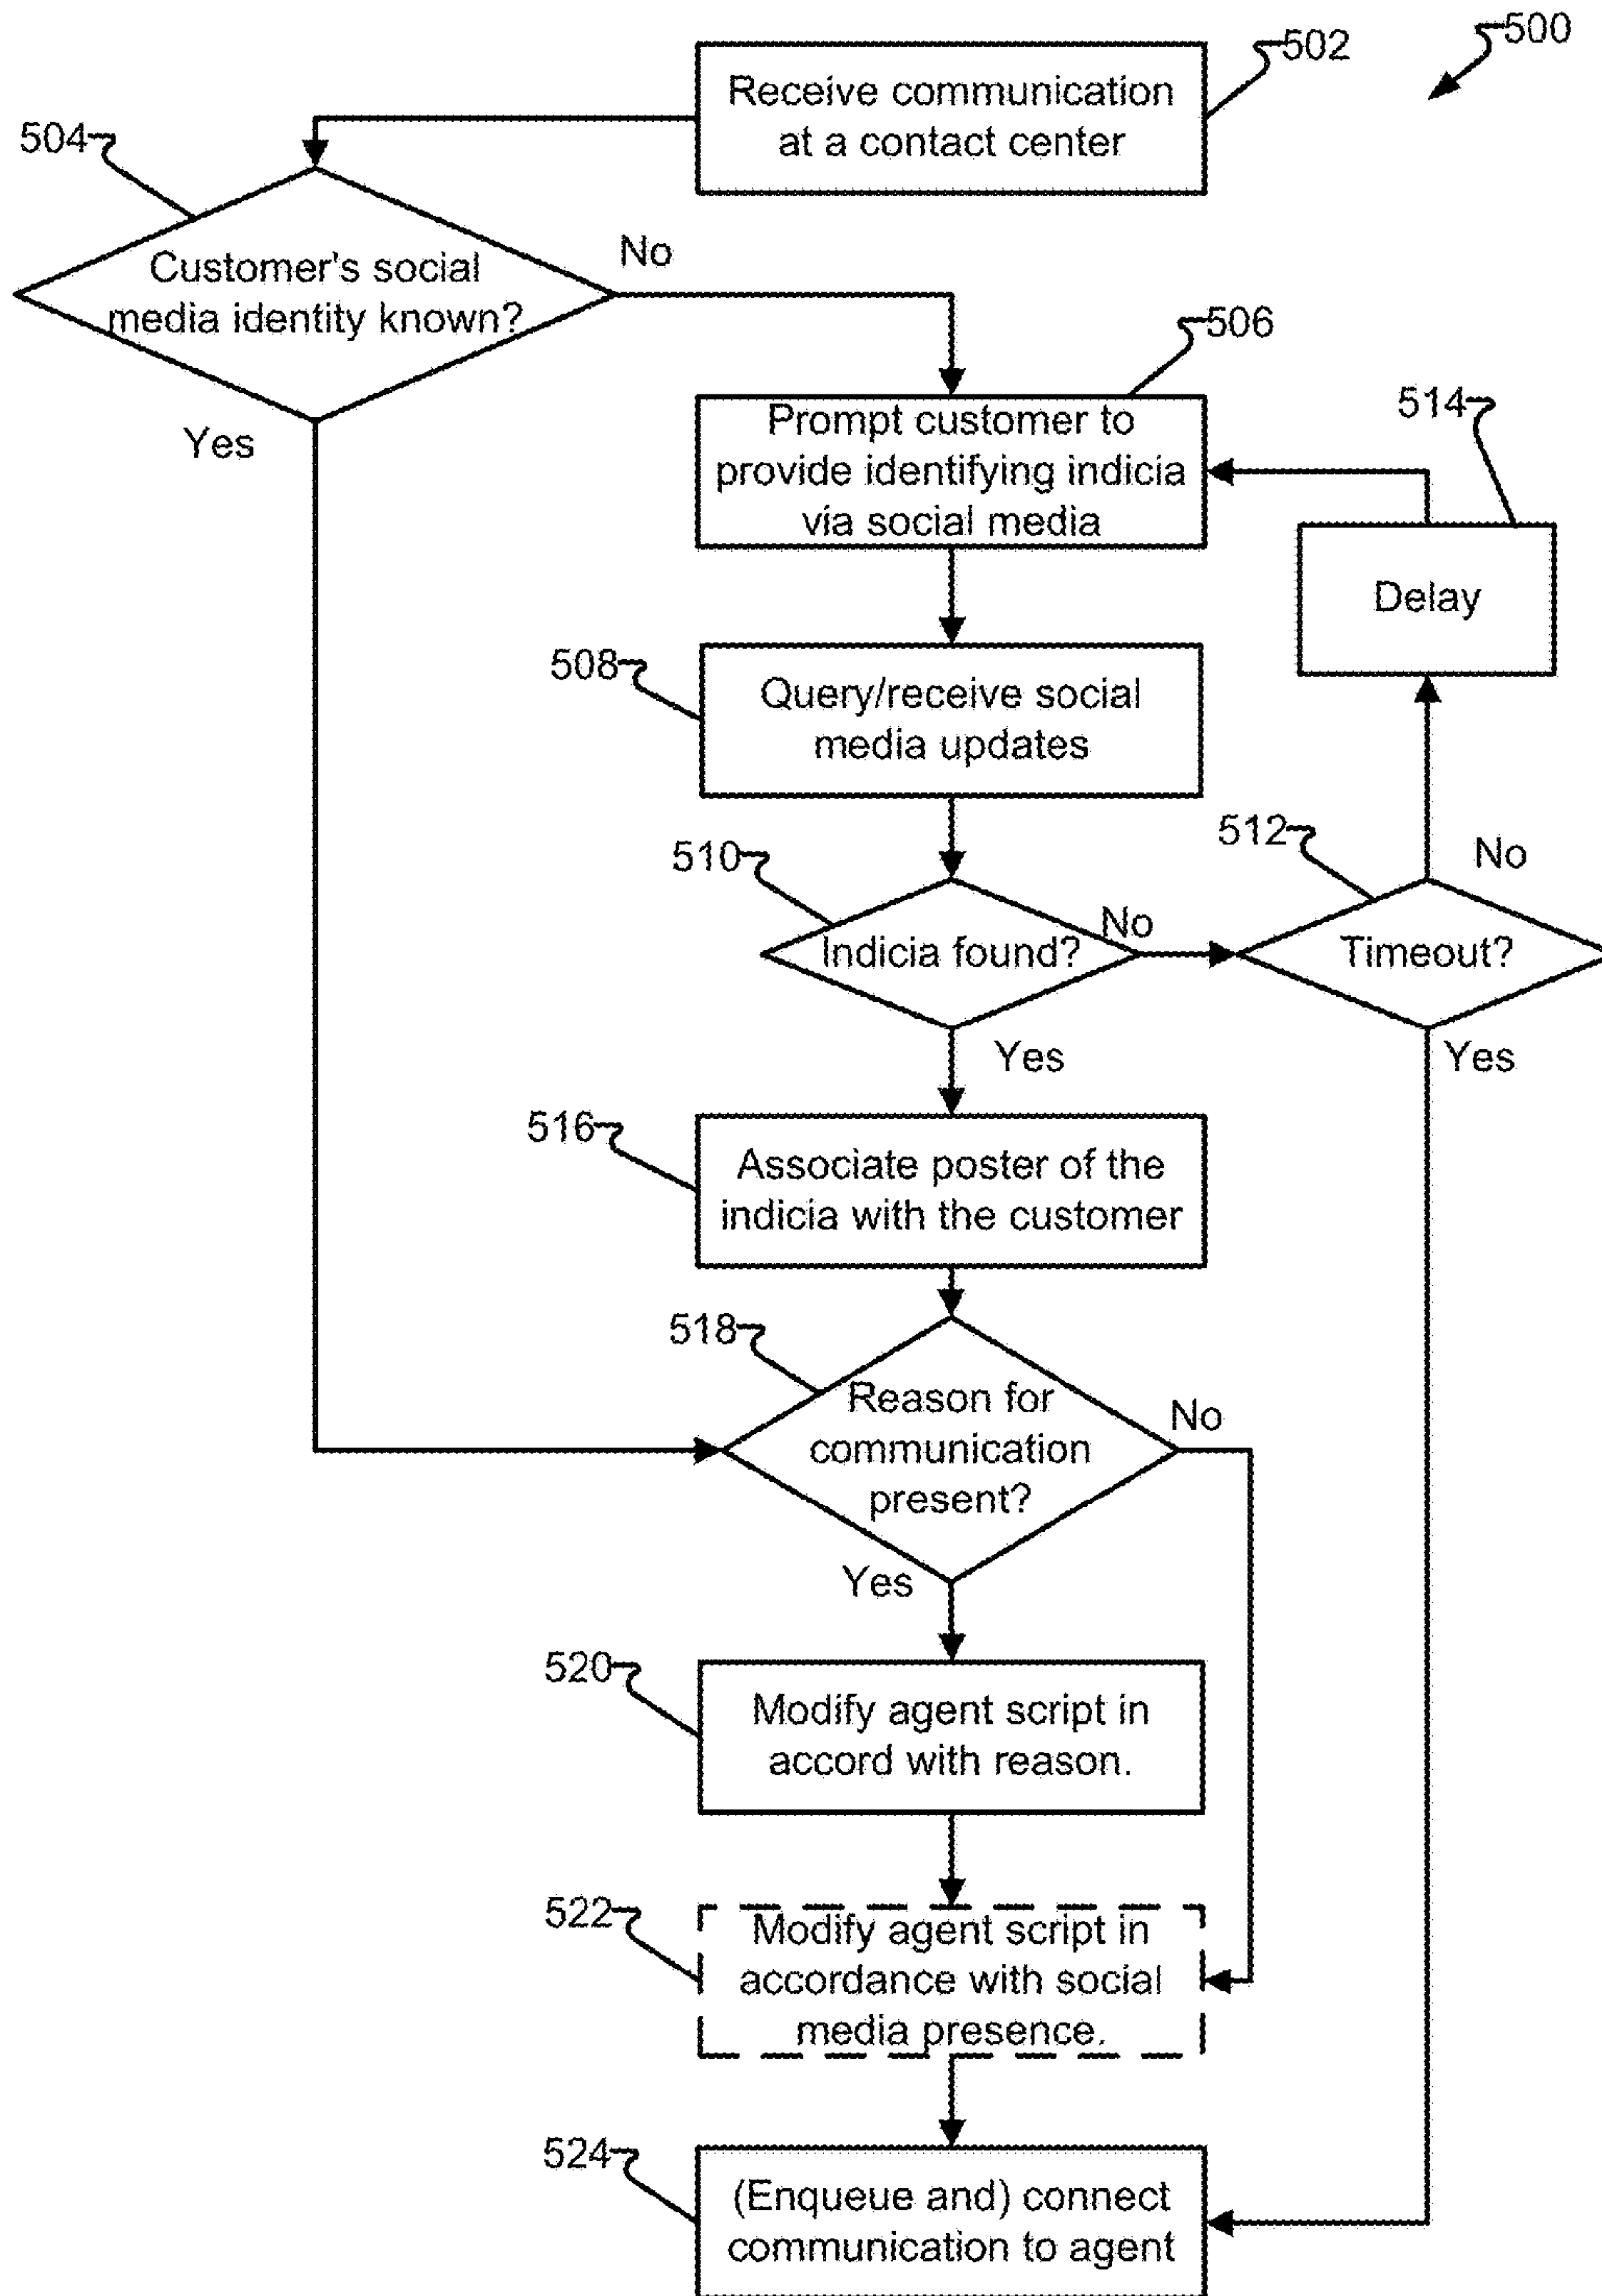 500
502
Receive communication
at a contact center
504
Customer's social
media identity known?
No
Yes
506
Prompt customer to
provide identifying indicia
via social media
514
Delay
508
Query/receive social
media updates
510
Indicia found?
No
512
Timeout?
No
Yes
Yes
516
Associate poster of the
indicia with the customer
518
Reason for
communication
present?
No
Yes
520
Modify agent script in
accord with reason.
522
Modify agent script in
accordance with social
media presence.
524
(Enqueue and) connect
communication to agent